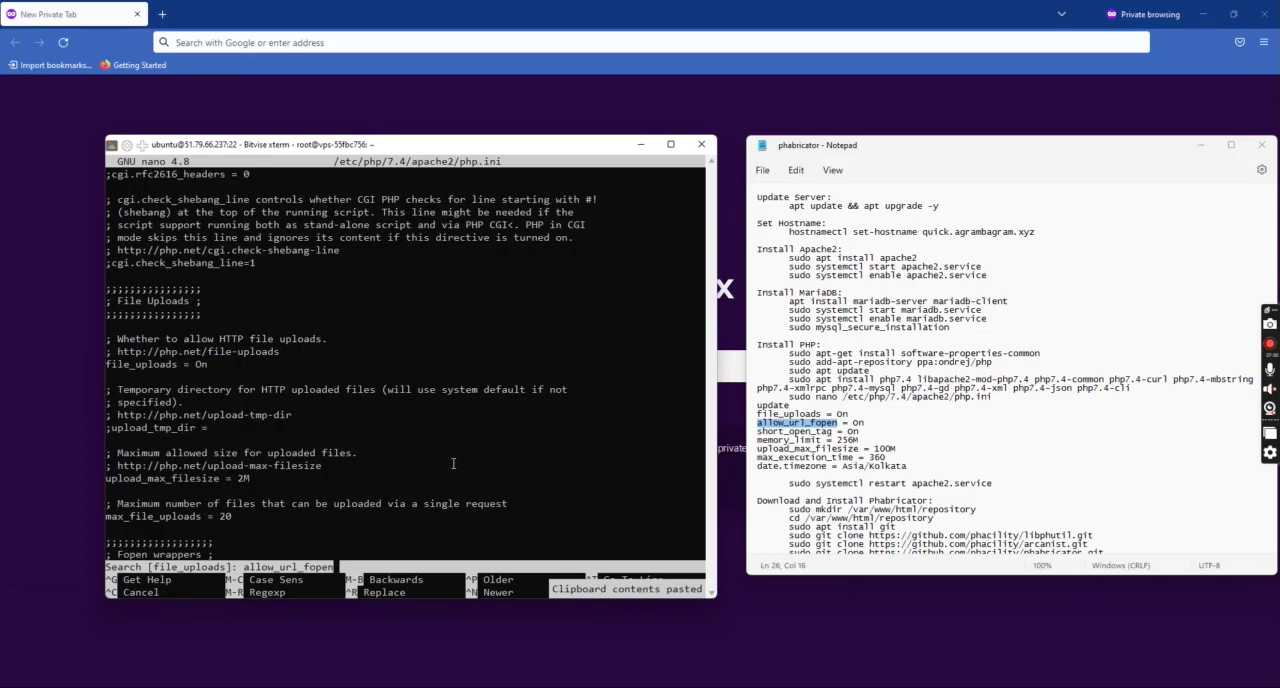 New Private Tab
Private browsing
Search with Google or enter address
Import bookmarks...
Getting Started
ubuntu@51.79.66.237:22 - Bitvise xterm - root@vps-55fbc756: ~
GNU nano 4.8 /etc/php/7.4/apache2/php.ini
;cgi.rfc2616_headers = 0
; cgi.check_shebang_line controls whether CGI PHP checks for line starting with #!
; (shebang) at the top of the running script. This line might be needed if the
; script support running both as stand-alone script and via PHP CGI<. PHP in CGI
; mode skips this line and ignores its content if this directive is turned on.
; http://php.net/cgi.check-shebang-line
;cgi.check_shebang_line=1
;;;;;;;;;;;;;;;;
; File Uploads ;
;;;;;;;;;;;;;;;;
; Whether to allow HTTP file uploads.
; http://php.net/file-uploads
file_uploads = On
; Temporary directory for HTTP uploaded files (will use system default if not
; specified).
; http://php.net/upload-tmp-dir
;upload_tmp_dir =
; Maximum allowed size for uploaded files.
; http://php.net/upload-max-filesize
upload_max_filesize = 2M
; Maximum number of files that can be uploaded via a single request
max_file_uploads = 20
;;;;;;;;;;;;;;;;;;
; Fopen wrappers ;
Search [file_uploads]: allow_url_fopen
^G Get Help M-C Case Sens M-B Backwards ^P Older ^T Go To Line
^C Cancel M-R Regexp ^R Replace ^N Newer
Clipboard contents pasted
x
private
phabricator - Notepad
File Edit View
Update Server:
apt update && apt upgrade -y
Set Hostname:
hostnamectl set-hostname quick.agrambagram.xyz
Install Apache2:
sudo apt install apache2
sudo systemctl start apache2.service
sudo systemctl enable apache2.service
Install MariaDB:
apt install mariadb-server mariadb-client
sudo systemctl start mariadb.service
sudo systemctl enable mariadb.service
sudo mysql_secure_installation
Install PHP:
sudo apt-get install software-properties-common
sudo add-apt-repository ppa:ondrej/php
sudo apt update
sudo apt install php7.4 libapache2-mod-php7.4 php7.4-common php7.4-curl php7.4-mbstring
php7.4-xmlrpc php7.4-mysql php7.4-gd php7.4-xml php7.4-json php7.4-cli
sudo nano /etc/php/7.4/apache2/php.ini
update
file_uploads = On
allow_url_fopen = On
short_open_tag = On
memory_limit = 256M
upload_max_filesize = 100M
max_execution_time = 360
date.timezone = Asia/Kolkata
sudo systemctl restart apache2.service
Download and Install Phabricator:
sudo mkdir /var/www/html/repository
cd /var/www/html/repository
sudo apt install git
sudo git clone https://github.com/phacility/libphutil.git
sudo git clone https://github.com/phacility/arcanist.git
sudo git clone https://github.com/phacility/phabricator.git
Ln 26, Col 16
100%
Windows (CRLF)
UTF-8